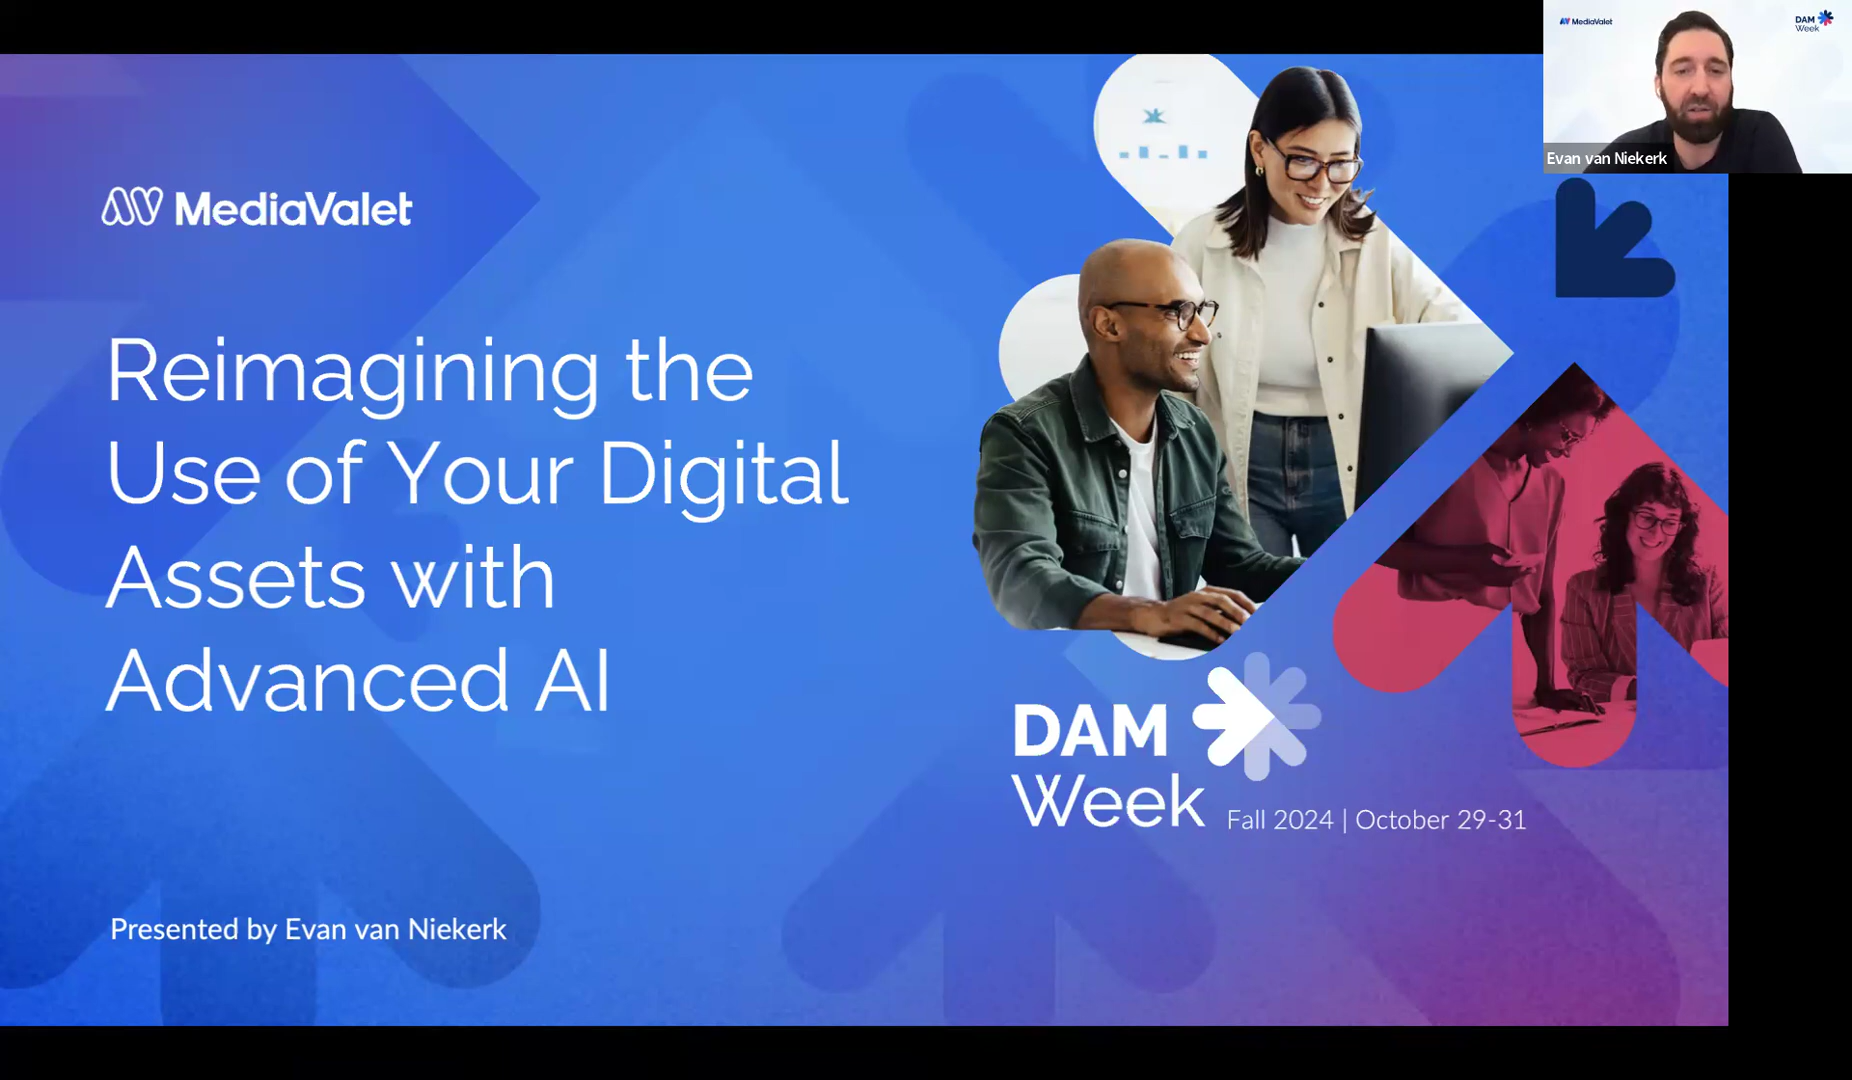 MediaValet
DAM
Week
Evan van Niekerk
MediaValet
Reimagining the
Use of Your Digital
Assets with
Advanced AI
DAM
Week
Fall 2024 | October 29-31
Presented by Evan van Niekerk